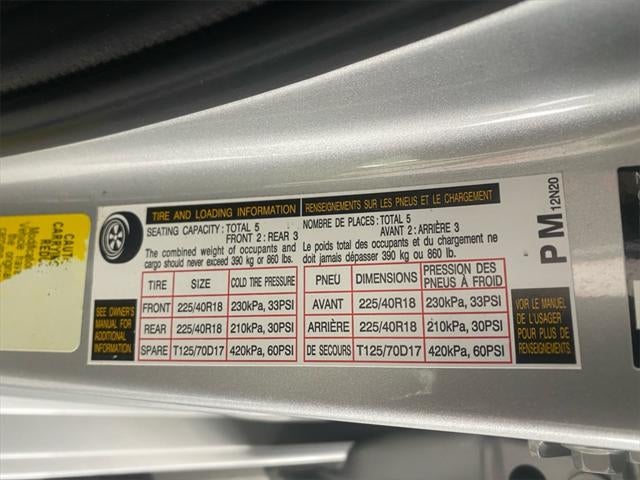 TIRE AND LOADING INFORMATION
SEATING CAPACITY: TOTAL 5
FRONT 2 : REAR 3
The combined weight of occupants and
cargo should never exceed 390 kg or 860 lbs.
RENSEIGNEMENTS SUR LES PNEUS ET LE CHARGEMENT
NOMBRE DE PLACES: TOTAL 5
AVANT 2 : ARRIÈRE 3
Le poids total des occupants et du chargement ne
doit jamais dépasser 390 kg ou 860 lb.
TIRE SIZE COLD TIRE PRESSURE
FRONT 225/40R18 230kPa, 33PSI
REAR 225/40R18 210kPa, 30PSI
SPARE T125/70D17 420kPa, 60PSI
PNEU DIMENSIONS PRESSION DES
PNEUS À FROID
AVANT 225/40R18 230kPa, 33PSI
ARRIÈRE 225/40R18 210kPa, 30PSI
DE SECOURS T125/70D17 420kPa, 60PSI
SEE OWNER'S
MANUAL FOR
ADDITIONAL
INFORMATION
VOIR LE MANUEL
DE L'USAGER
POUR PLUS DE
RENSEIGNEMENTS
PM 12N20